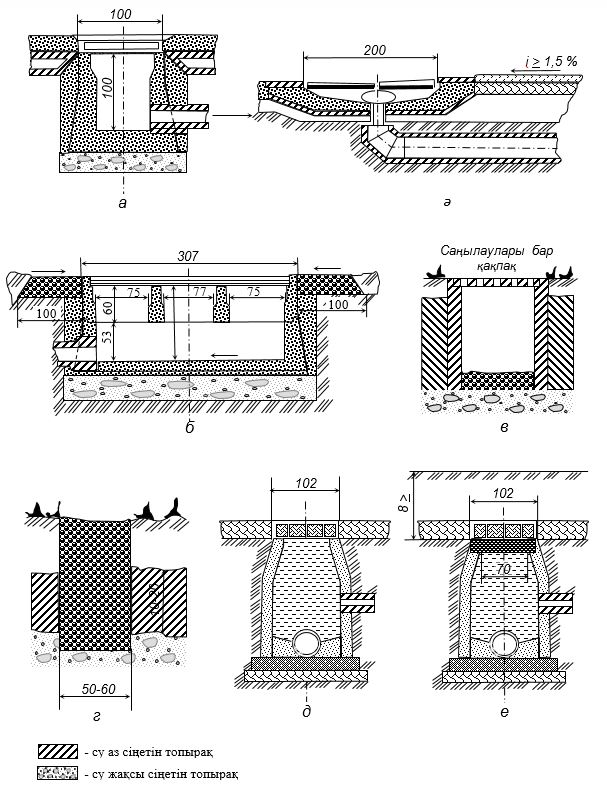 100
100
а
200
i ≥ 1,5 %
ә
307
75 77 75
60
53
100
100
б
Саңылаулары бар
қақпақ
в
50-60
г
102
д
102
8 ≥
70
е
- су аз сіңетін топырақ
- су жақсы сіңетін топырақ